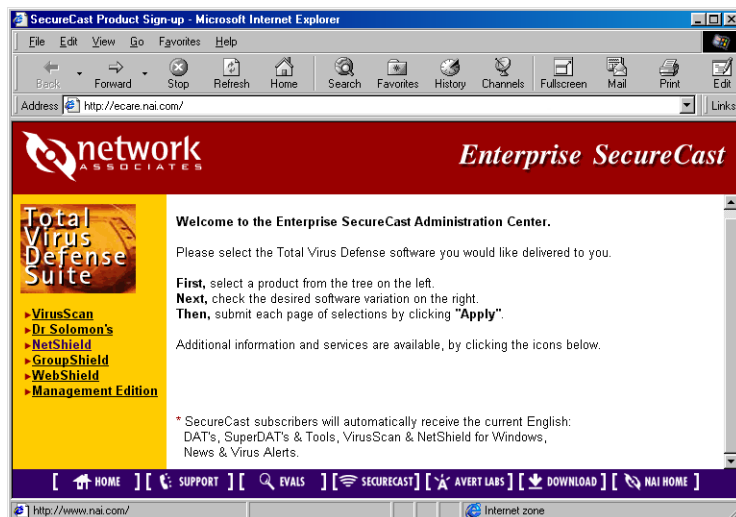 SecureCast Product Sign-up - Microsoft Internet Explorer
File Edit View Go Favorites Help
Back Forward Stop Refresh Home Search Favorites History Channels Fullscreen Mail Print Edit
Address http://ecare.nai.com/ Links
network
ASSOCIATES
Enterprise SecureCast
Total
Virus
Defense
Suite
VirusScan
Dr Solomon's
NetShield
GroupShield
WebShield
Management Edition
Welcome to the Enterprise SecureCast Administration Center.
Please select the Total Virus Defense software you would like delivered to you.
First, select a product from the tree on the left.
Next, check the desired software variation on the right.
Then, submit each page of selections by clicking "Apply".
Additional information and services are available, by clicking the icons below.
* SecureCast subscribers will automatically receive the current English:
DAT's, SuperDAT's & Tools, VirusScan & NetShield for Windows,
News & Virus Alerts.
[ HOME ] [ SUPPORT ] [ EVALS ] [ SECURECAST ] [ AVERT LABS ] [ DOWNLOAD ] [ NAI HOME ]
http://www.nai.com/ Internet zone